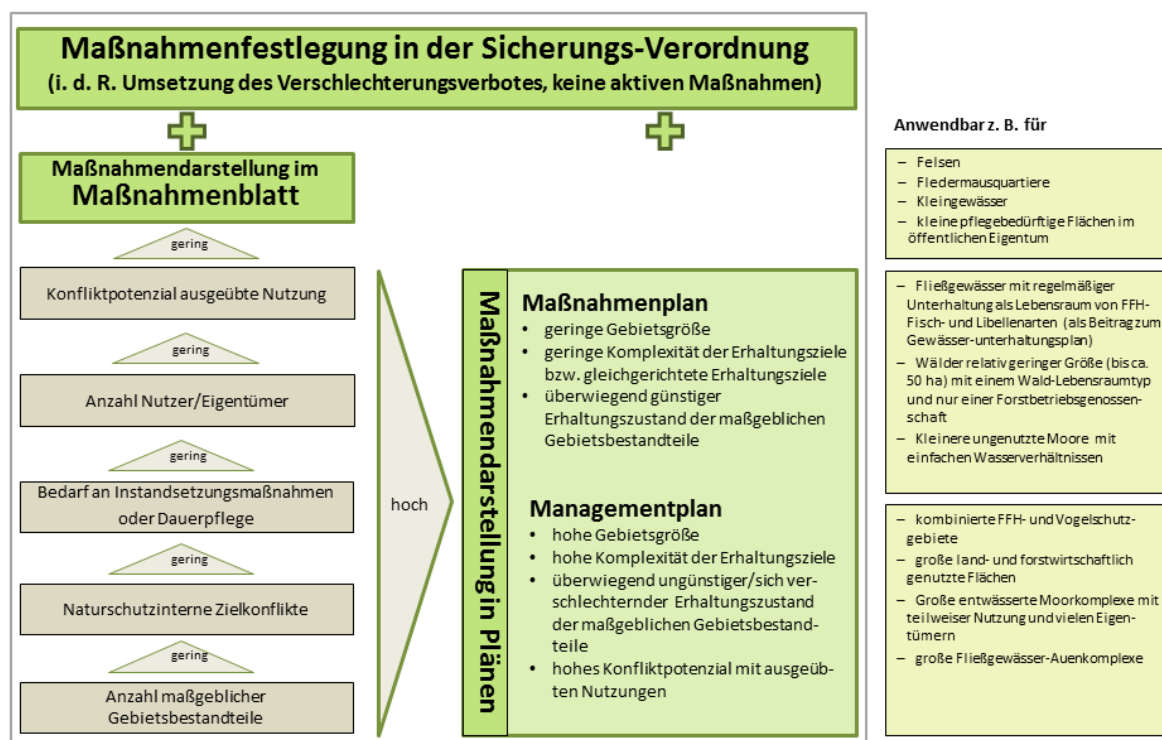 Maßnahmenfestlegung in der Sicherungs-Verordnung
(i. d. R. Umsetzung des Verschlechterungsverbotes, keine aktiven Maßnahmen)
Maßnahmendarstellung im
Maßnahmenblatt
gering
Konfliktpotenzial ausgeübte Nutzung
gering
Anzahl Nutzer/Eigentümer
gering
Bedarf an Instandsetzungsmaßnahmen
oder Dauerpflege
gering
Naturschutzinterne Zielkonflikte
gering
Anzahl maßgeblicher
Gebietsbestandteile
hoch
Maßnahmendarstellung in Plänen
Maßnahmenplan
• geringe Gebietsgröße
• geringe Komplexität der Erhaltungsziele
bzw. gleichgerichtete Erhaltungsziele
• überwiegend günstiger
Erhaltungszustand der maßgeblichen
Gebietsbestandteile
Managementplan
• hohe Gebietsgröße
• hohe Komplexität der Erhaltungsziele
• überwiegend ungünstiger/sich ver-
schlechternder Erhaltungszustand
der maßgeblichen Gebietsbestand-
teile
• hohes Konfliktpotenzial mit ausgeüb-
ten Nutzungen
Anwendbar z. B. für
– Felsen
– Fledermausquartiere
– Kleingewässer
– kleine pflegebedürftige Flächen im
öffentlichen Eigentum
– Fließgewässer mit regelmäßiger
Unterhaltung als Lebensraum von FFH-
Fisch- und Libellenarten (als Beitrag zum
Gewässer-unterhaltungsplan)
– Wälder relativ geringer Größe (bis ca.
50 ha) mit einem Wald-Lebensraumtyp
und nur einer Forstbetriebsgenossen-
schaft
– Kleinere ungenutzte Moore mit
einfachen Wasserverhältnissen
– kombinierte FFH- und Vogelschutz-
gebiete
– große land- und forstwirtschaftlich
genutzte Flächen
– Große entwässerte Moorkomplexe mit
teilweiser Nutzung und vielen Eigen-
tümern
– große Fließgewässer-Auenkomplexe